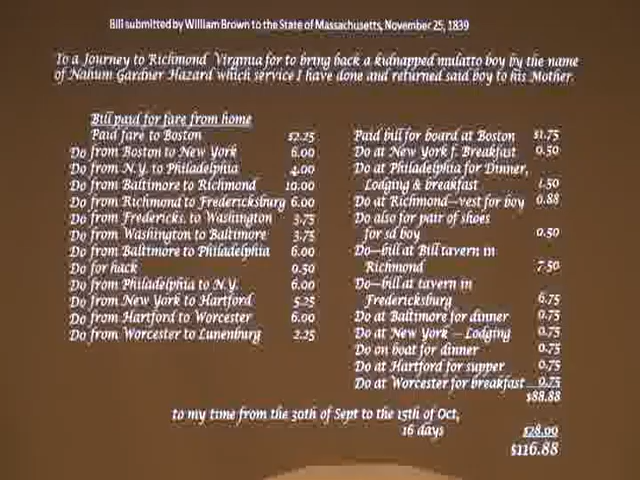 Bill submitted by William Brown to the State of Massachusetts, November 25, 1839
To a Journey to Richmond Virginia for to bring back a kidnapped mulatto boy by the name
of Nahum Gardner Hazard which service I have done and returned said boy to his Mother.
Bill paid for fare from home
Paid fare to Boston $2.25
Do from Boston to New York 6.00
Do from N.Y. to Philadelphia 4.00
Do from Baltimore to Richmond 10.00
Do from Richmond to Fredericksburg 6.00
Do from Fredericks. to Washington 3.75
Do from Washington to Baltimore 3.75
Do from Baltimore to Philadelphia 6.00
Do for hack 0.50
Do from Philadelphia to N.Y. 6.00
Do from New York to Hartford 5.25
Do from Hartford to Worcester 6.00
Do from Worcester to Lunenburg 2.25
Paid bill for board at Boston $1.75
Do at New York f. Breakfast 0.50
Do at Philadelphia for Dinner,
Lodging & breakfast 1.50
Do at Richmond—vest for boy 0.88
Do also for pair of shoes
for sd boy 0.50
Do—bill at Bill tavern in
Richmond 7.50
Do—bill at tavern in
Fredericksburg 6.75
Do at Baltimore for dinner 0.75
Do at New York — Lodging 0.75
Do on boat for dinner 0.75
Do at Hartford for supper 0.75
Do at Worcester for breakfast 0.75
$88.88
to my time from the 30th of Sept to the 15th of Oct,
16 days $28.00
$116.88